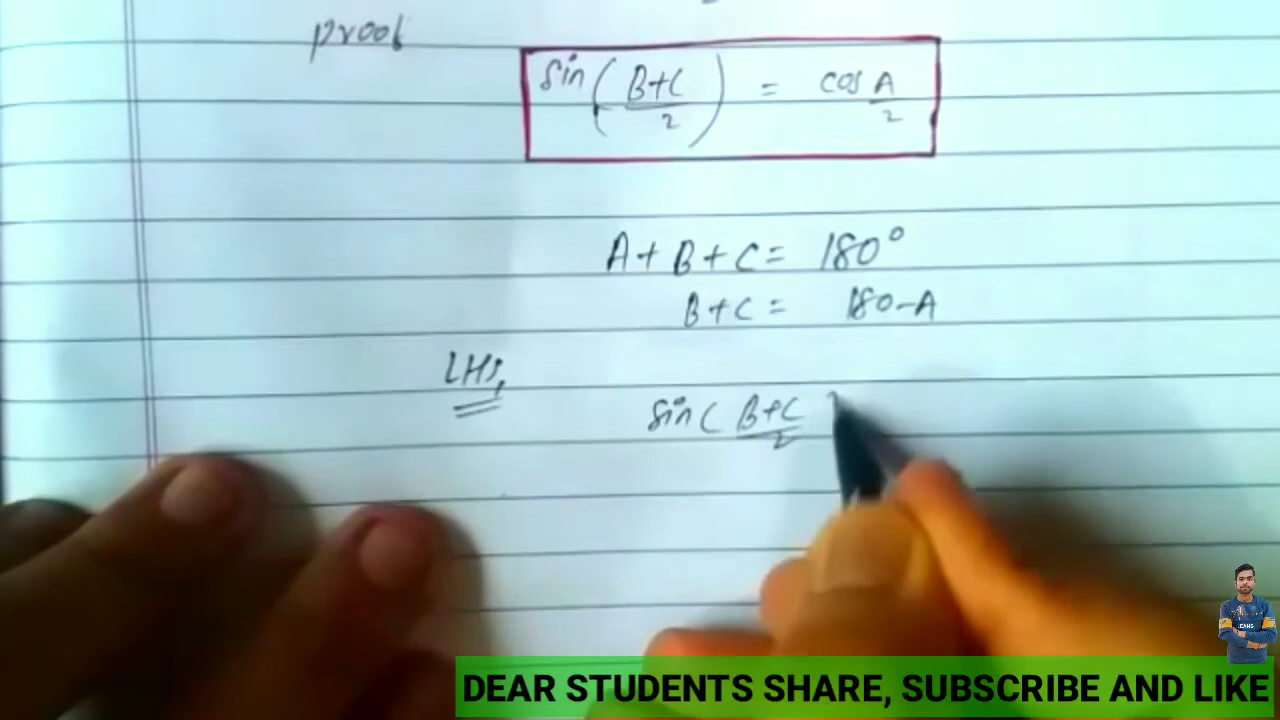 proof
sin(B+C/2) = cos A/2
A+B+C= 180°
B+C= 180-A
LHS,
sin(B+C/2)
DEAR STUDENTS SHARE, SUBSCRIBE AND LIKE